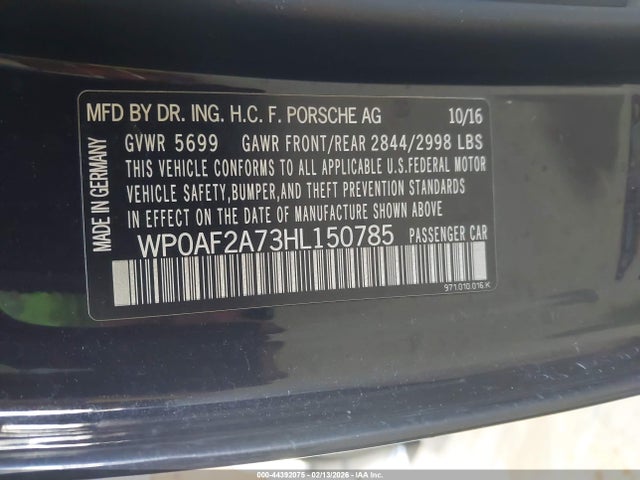 MFD BY DR. ING. H.C. F. PORSCHE AG 10/16
GVWR 5699 GAWR FRONT/REAR 2844/2998 LBS
THIS VEHICLE CONFORMS TO ALL APPLICABLE U.S.FEDERAL MOTOR
VEHICLE SAFETY,BUMPER,AND THEFT PREVENTION STANDARDS
IN EFFECT ON THE DATE OF MANUFACTURE SHOWN ABOVE
WP0AF2A73HL150785 PASSENGER CAR
971.010.016.K
MADE IN GERMANY
000-44392075 - 02/13/2026 - IAA, Inc.